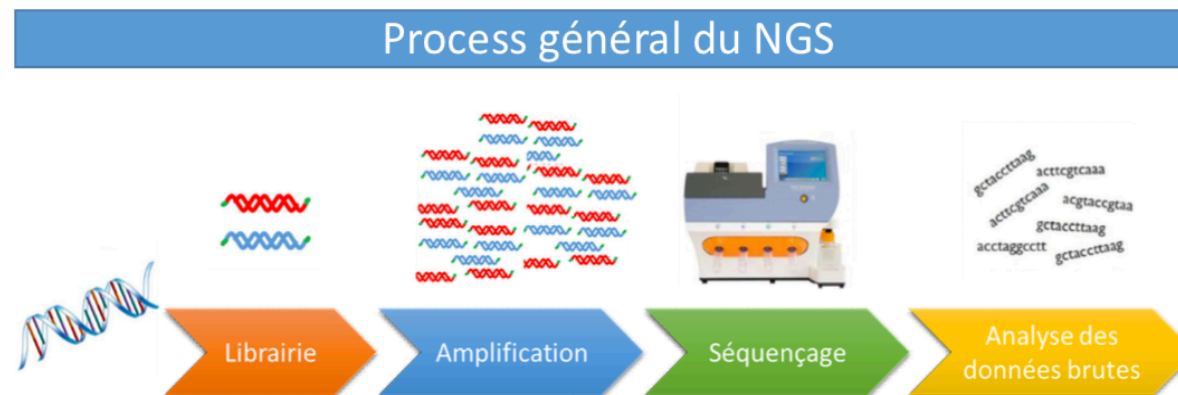 Process général du NGS
gctaccttaag
acttcgtcaaa
acttcgtcaaa
acgtaccgtaa
gctaccttaag
acctaggcctt
gctaccttaag
Librairie
Amplification
Séquençage
Analyse des
données brutes